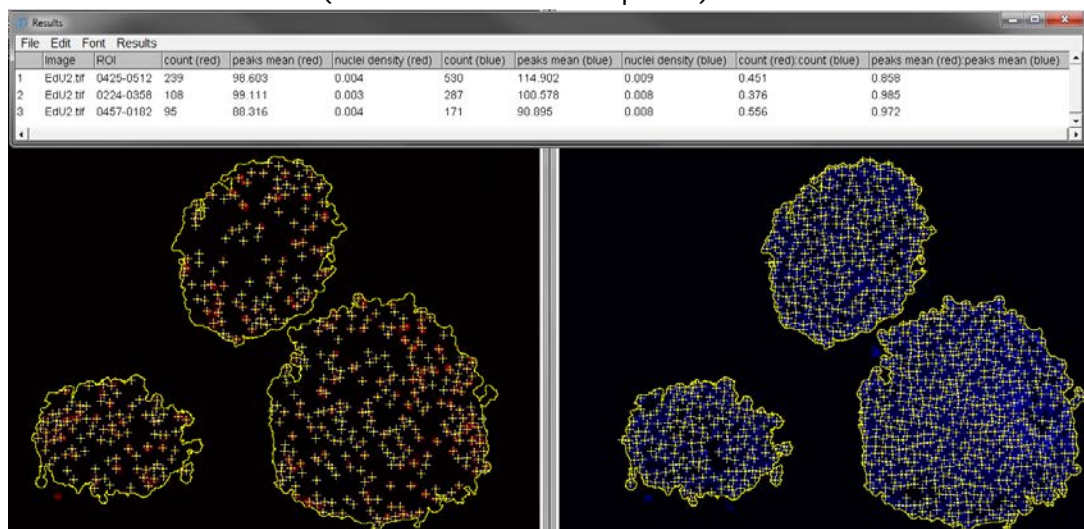 Results
File Edit Font Results
Image ROI count (red) peaks mean (red) nuclei density (red) count (blue) peaks mean (blue) nuclei density (blue) count (red):count (blue) peaks mean (red):peaks mean (blue)
1 EdU2.tif 0425-0512 239 98.603 0.004 530 114.902 0.009 0.451 0.858
2 EdU2.tif 0224-0358 108 99.111 0.003 287 100.578 0.008 0.376 0.985
3 EdU2.tif 0457-0182 95 88.316 0.004 171 90.895 0.008 0.556 0.972